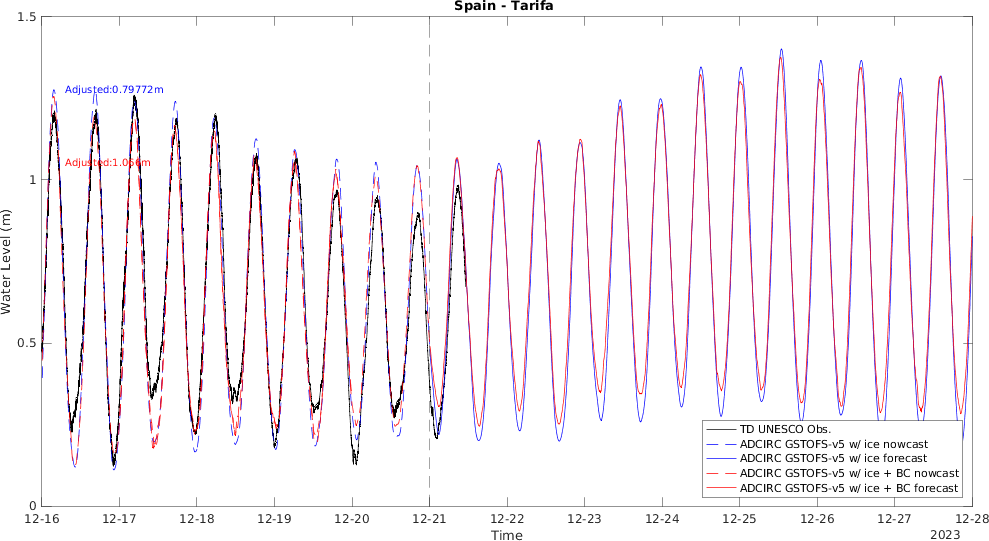 Spain - Tarifa
1.5
1
0.5
0
Water Level (m)
Adjusted:0.79772m
Adjusted:1.066m
TD UNESCO Obs.
ADCIRC GSTOFS-v5 w/ ice nowcast
ADCIRC GSTOFS-v5 w/ ice forecast
ADCIRC GSTOFS-v5 w/ ice + BC nowcast
ADCIRC GSTOFS-v5 w/ ice + BC forecast
12-16 12-17 12-18 12-19 12-20 12-21 12-22 12-23 12-24 12-25 12-26 12-27 12-28
Time
2023